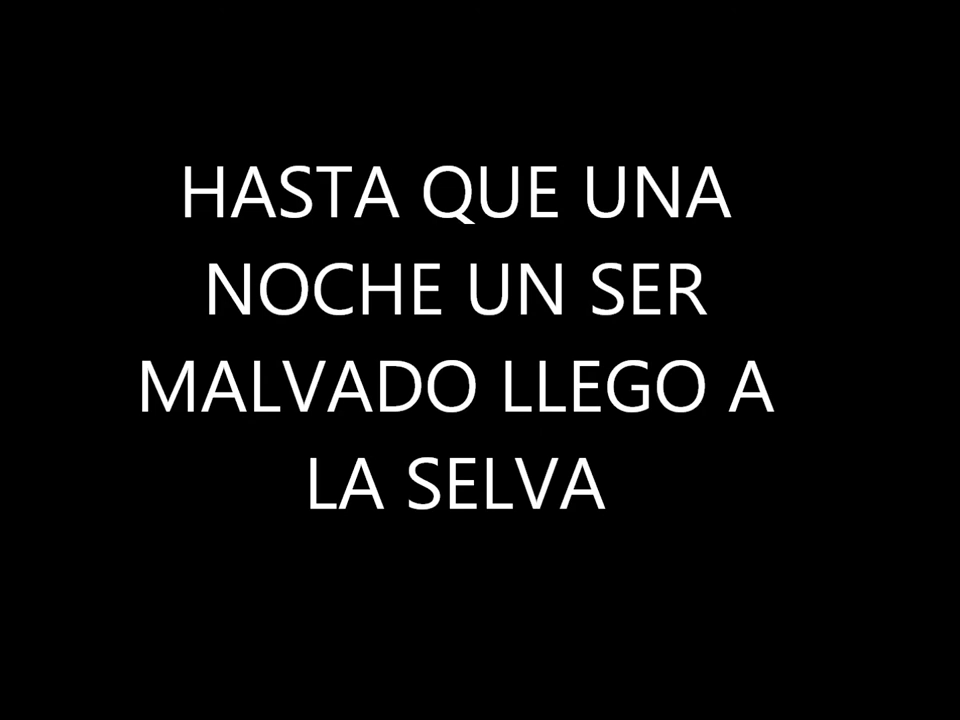 HASTA QUE UNA
NOCHE UN SER
MALVADO LLEGO A
LA SELVA